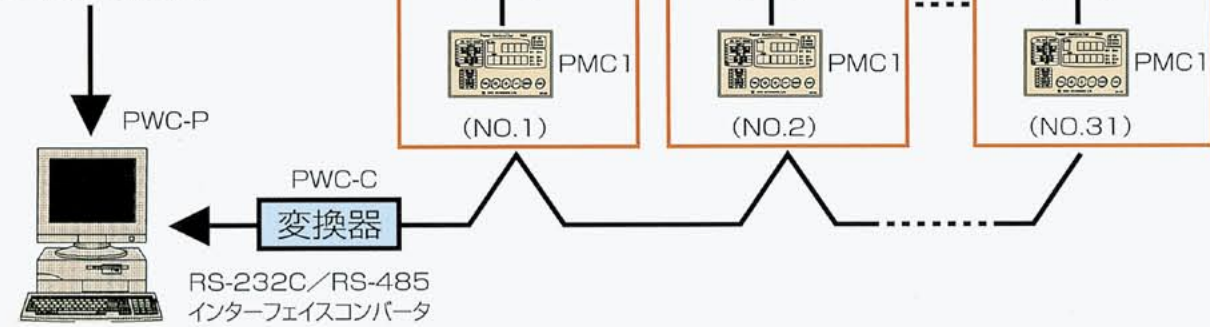 PMC1
PMC1
PMC1
(NO.1)
(NO.2)
(NO.31)
PWC-P
PWC-C
変換器
RS-232C／RS-485
インターフェイスコンバータ